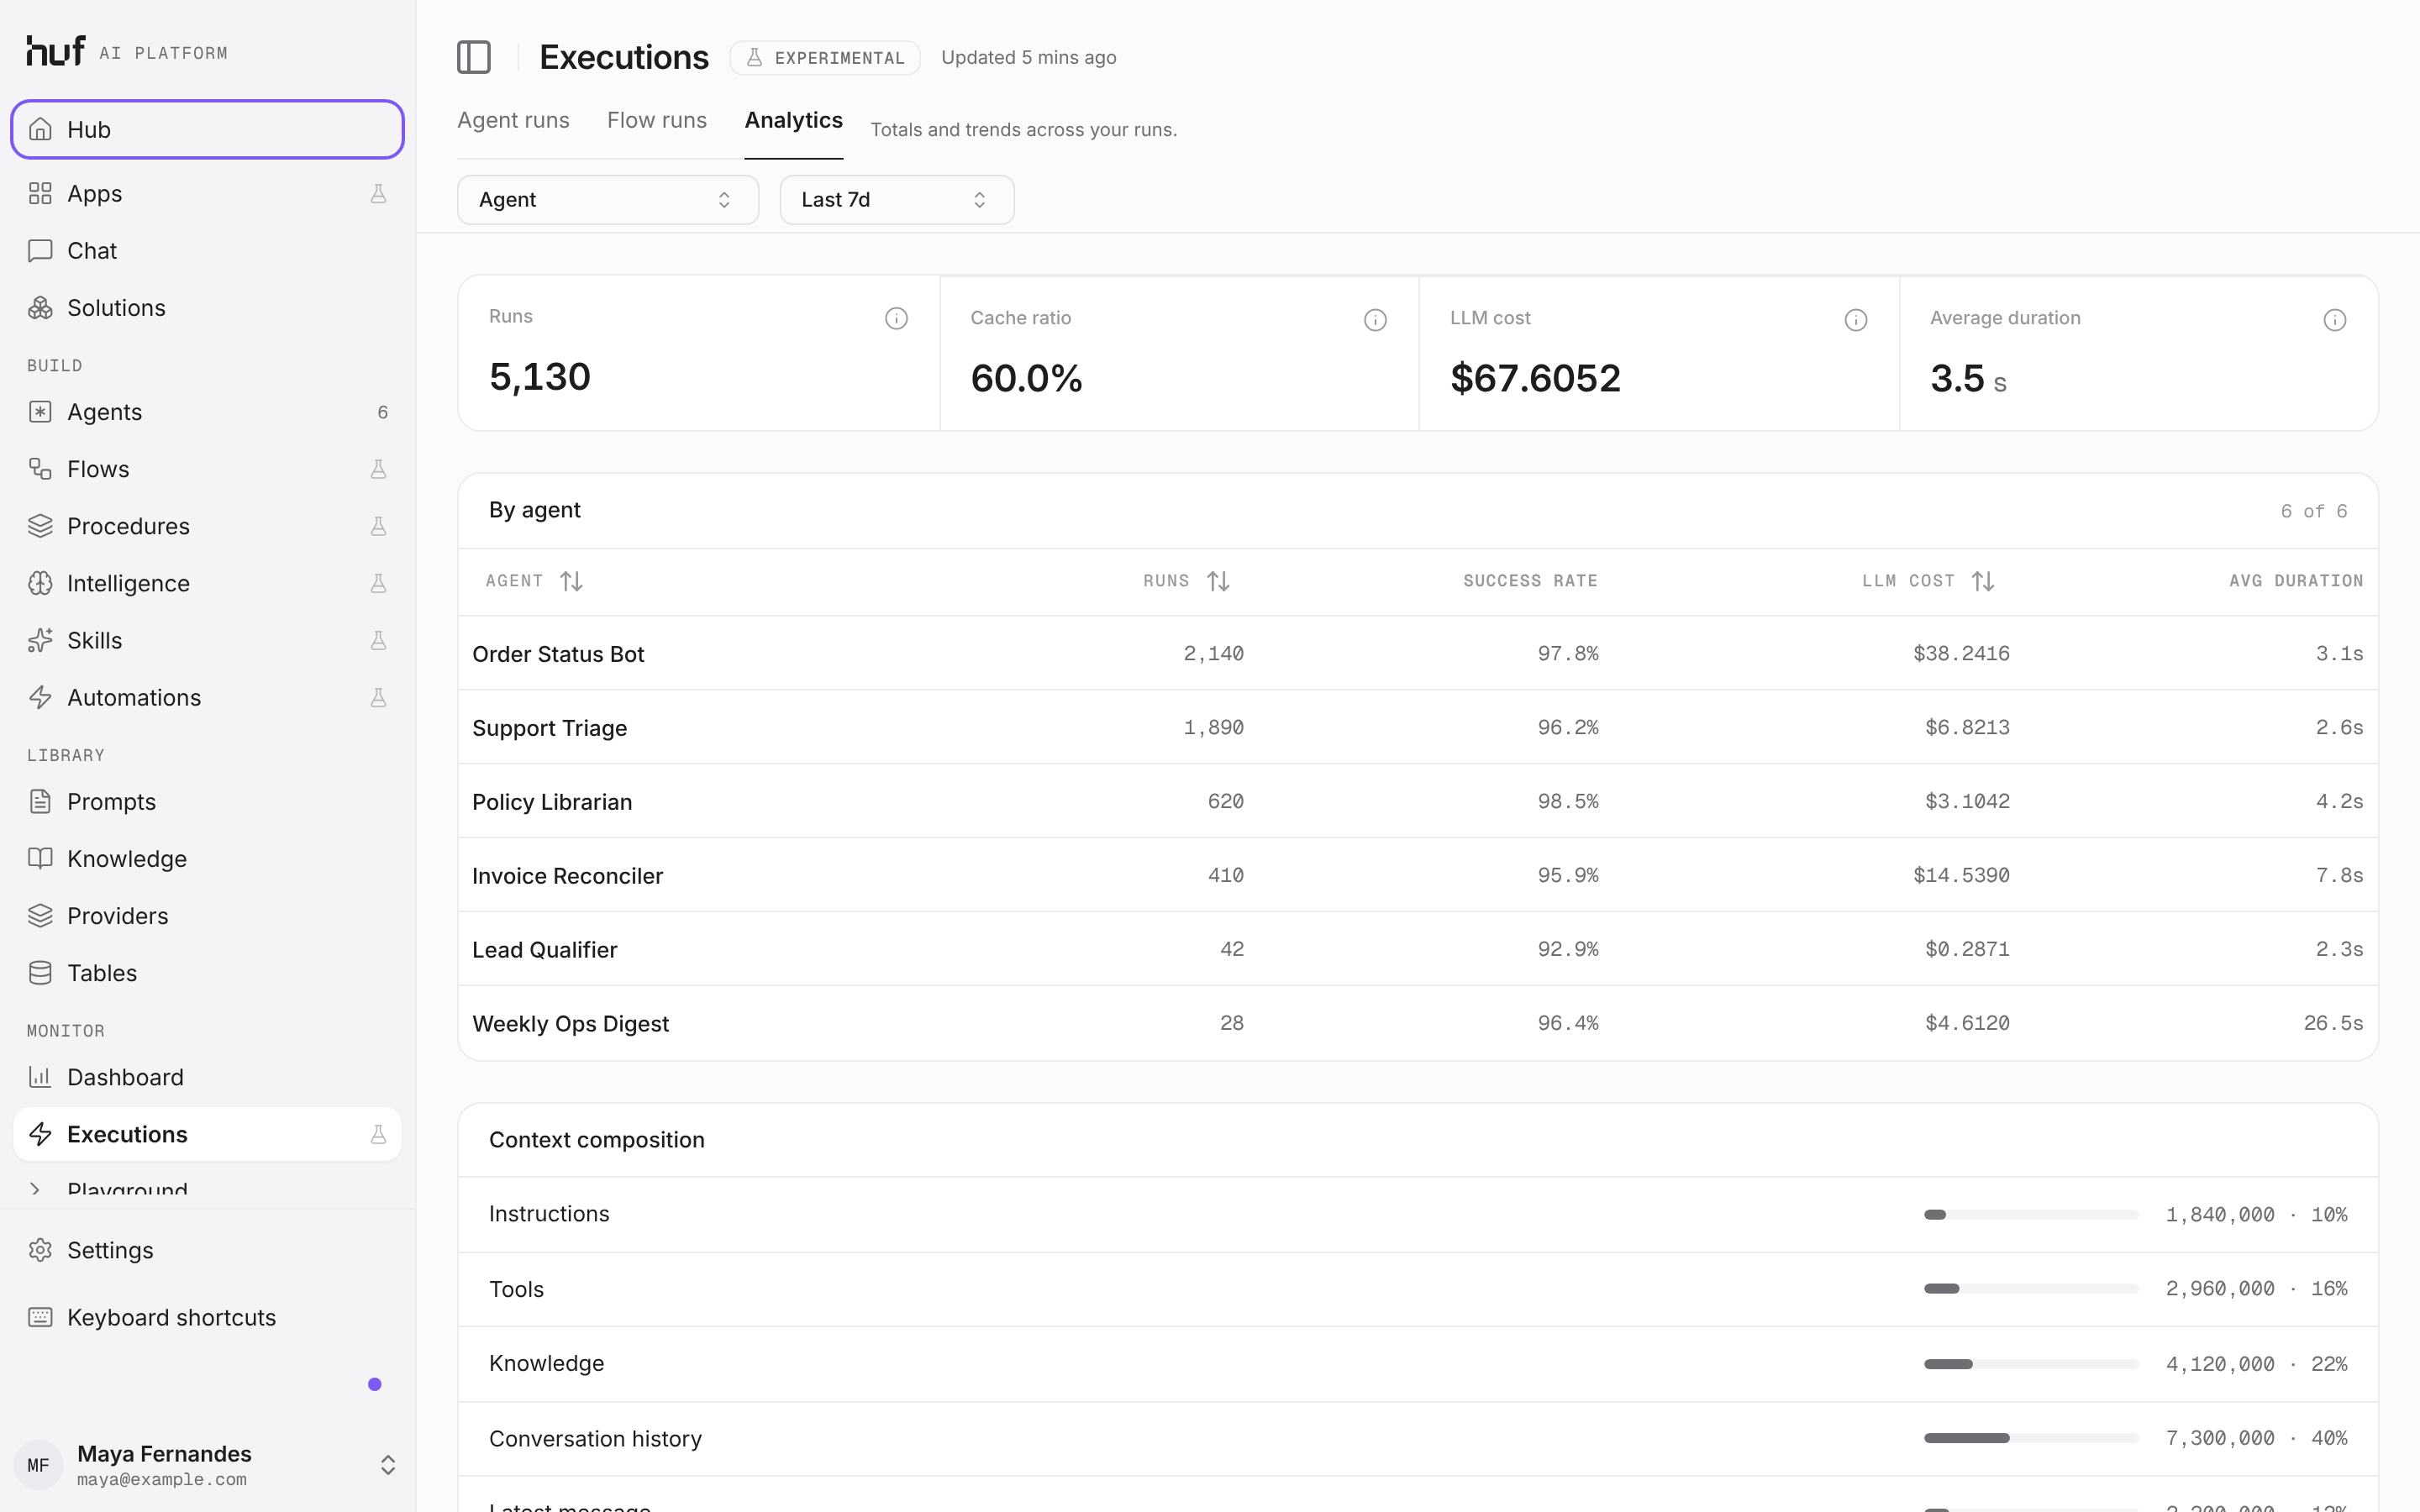 huf AI PLATFORM
Hub
Apps
Chat
Solutions
BUILD
Agents 6
Flows
Procedures
Intelligence
Skills
Automations
LIBRARY
Prompts
Knowledge
Providers
Tables
MONITOR
Dashboard
Executions
Playground
Settings
Keyboard shortcuts
MF Maya Fernandes
maya@example.com
Executions EXPERIMENTAL Updated 5 mins ago
Agent runs Flow runs Analytics Totals and trends across your runs.
Agent Last 7d
Runs Cache ratio LLM cost Average duration
5,130 60.0% $67.6052 3.5 s
By agent 6 of 6
AGENT RUNS SUCCESS RATE LLM COST AVG DURATION
Order Status Bot 2,140 97.8% $38.2416 3.1s
Support Triage 1,890 96.2% $6.8213 2.6s
Policy Librarian 620 98.5% $3.1042 4.2s
Invoice Reconciler 410 95.9% $14.5390 7.8s
Lead Qualifier 42 92.9% $0.2871 2.3s
Weekly Ops Digest 28 96.4% $4.6120 26.5s
Context composition
Instructions 1,840,000 · 10%
Tools 2,960,000 · 16%
Knowledge 4,120,000 · 22%
Conversation history 7,300,000 · 40%
Latest message